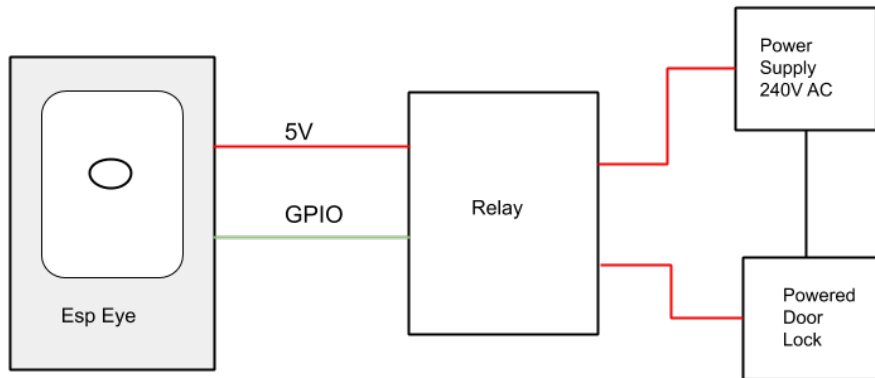 Power
Supply
240V AC
5V
GPIO
Relay
Esp Eye
Powered
Door
Lock